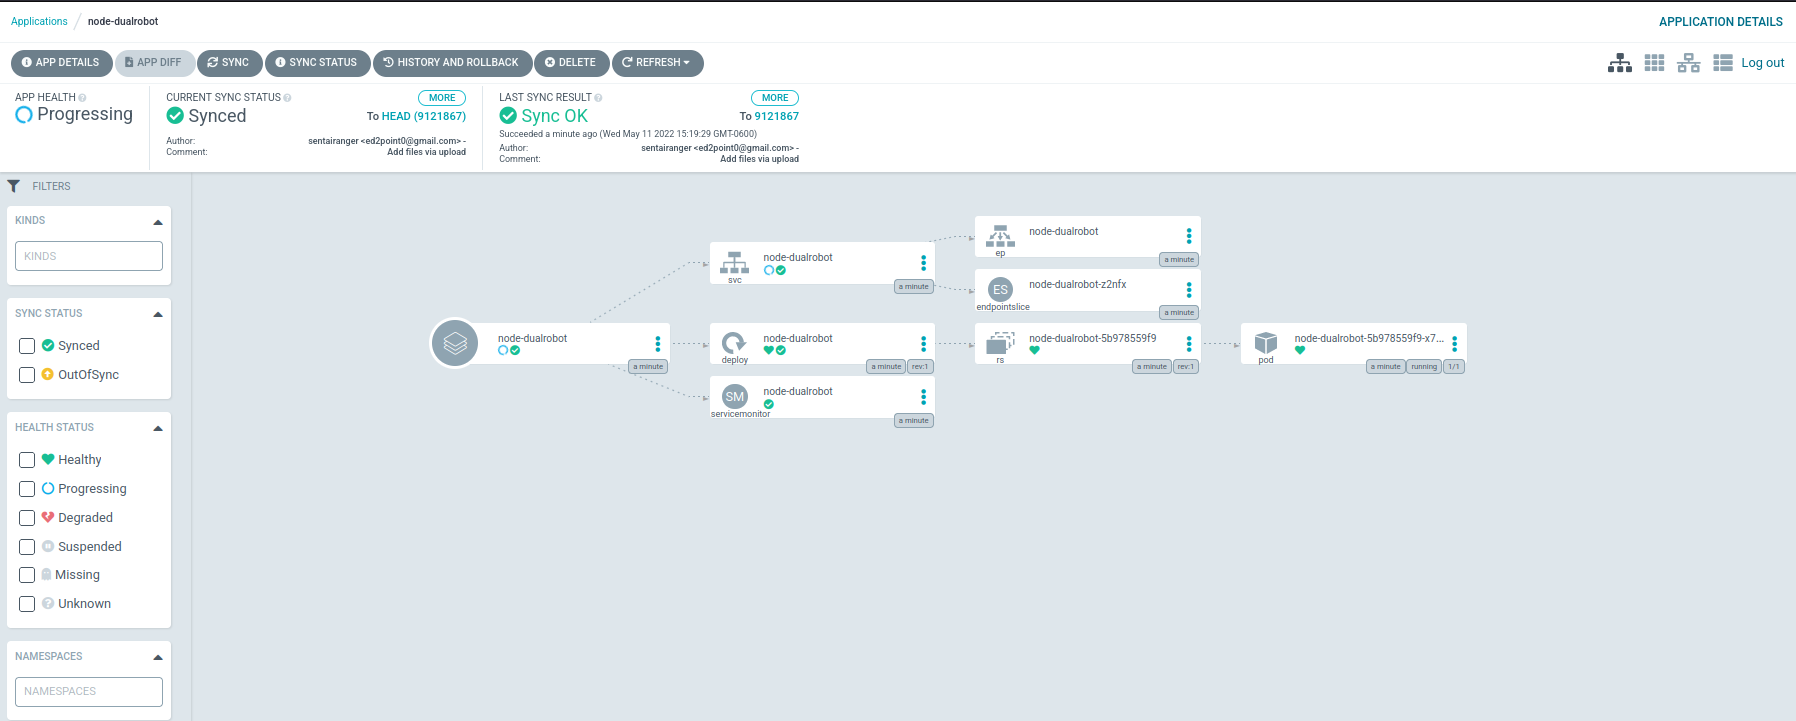 Applications / node-dualrobot
APPLICATION DETAILS
APP DETAILS
APP DIFF
SYNC
SYNC STATUS
HISTORY AND ROLLBACK
DELETE
REFRESH
Log out
APP HEALTH
Progressing
CURRENT SYNC STATUS
MORE
Synced
To HEAD (9121867)
Author: sentairanger <ed2point0@gmail.com> -
Comment: Add files via upload
LAST SYNC RESULT
MORE
Sync OK
To 9121867
Succeeded a minute ago (Wed May 11 2022 15:19:29 GMT-0600)
Author: sentairanger <ed2point0@gmail.com> -
Comment: Add files via upload
FILTERS
KINDS
KINDS
SYNC STATUS
Synced
OutOfSync
HEALTH STATUS
Healthy
Progressing
Degraded
Suspended
Missing
Unknown
NAMESPACES
NAMESPACES
node-dualrobot
a minute
node-dualrobot
svc
a minute
node-dualrobot
deploy
a minute
rev:1
SM
node-dualrobot
servicemonitor
a minute
node-dualrobot
ep
a minute
ES
node-dualrobot-z2nfx
endpointslice
a minute
node-dualrobot-5b978559f9
rs
a minute
rev:1
node-dualrobot-5b978559f9-x7...
pod
a minute
running
1/1